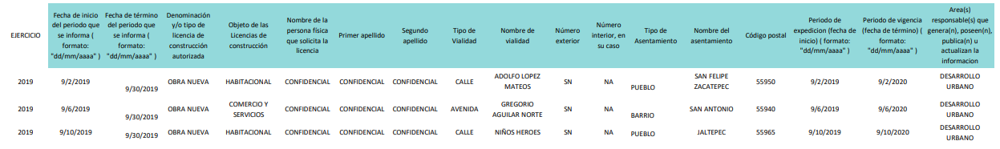 EJERCICIO
Fecha de inicio
del periodo que
se informa (
formato:
"dd/mm/aaaa" )
Fecha de término
del periodo que
se informa (
formato:
"dd/mm/aaaa" )
Denominación
y/o tipo de
licencia de
construcción
autorizada
Objeto de las
Licencias de
construcción
Nombre de la
persona física
que solicita la
licencia
Primer apellido
Segundo
apellido
Tipo de
Vialidad
Nombre de
vialidad
Número
exterior
Número
interior, en
su caso
Tipo de
Asentamiento
Nombre del
asentamiento
Código postal
Periodo de
expedicion (fecha de
inicio) ( formato:
"dd/mm/aaaa" )
Periodo de vigencia
(fecha de término) (
formato:
"dd/mm/aaaa" )
Area(s)
responsable(s) que
genera(n), poseen(n),
publica(n) u
actualizan la
informacion
2019
9/2/2019
9/30/2019
OBRA NUEVA
HABITACIONAL
CONFIDENCIAL
CONFIDENCIAL
CONFIDENCIAL
CALLE
ADOLFO LOPEZ
MATEOS
SN
NA
PUEBLO
SAN FELIPE
ZACATEPEC
55950
9/2/2019
9/2/2020
DESARROLLO
URBANO
2019
9/6/2019
9/30/2019
OBRA NUEVA
COMERCIO Y
SERVICIOS
CONFIDENCIAL
CONFIDENCIAL
CONFIDENCIAL
AVENIDA
GREGORIO
AGUILAR NORTE
SN
NA
BARRIO
SAN ANTONIO
55940
9/6/2019
9/6/2020
DESARROLLO
URBANO
2019
9/10/2019
9/30/2019
OBRA NUEVA
HABITACIONAL
CONFIDENCIAL
CONFIDENCIAL
CONFIDENCIAL
CALLE
NIÑOS HEROES
SN
NA
PUEBLO
JALTEPEC
55965
9/10/2019
9/10/2020
DESARROLLO
URBANO